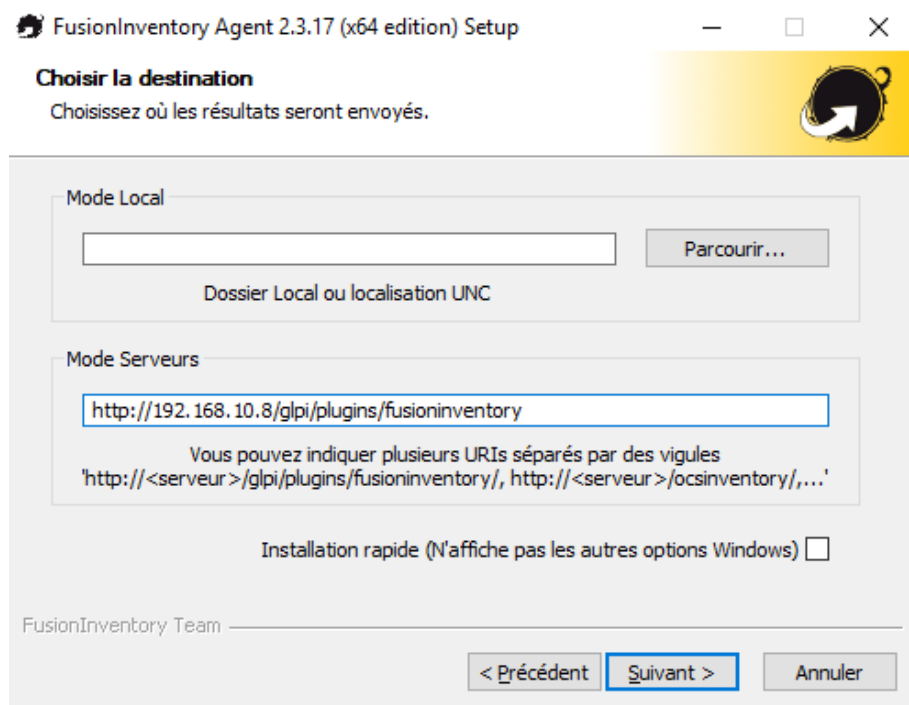 FusionInventory Agent 2.3.17 (x64 edition) Setup
Choisir la destination
Choisissez où les résultats seront envoyés.
Mode Local
Parcourir...
Dossier Local ou localisation UNC
Mode Serveurs
http://192.168.10.8/glpi/plugins/fusioninventory
Vous pouvez indiquer plusieurs URIs séparés par des vigules
'http://<serveur>/glpi/plugins/fusioninventory/, http://<serveur>/ocsinventory/,...'
Installation rapide (N'affiche pas les autres options Windows)
FusionInventory Team
< Précédent
Suivant >
Annuler